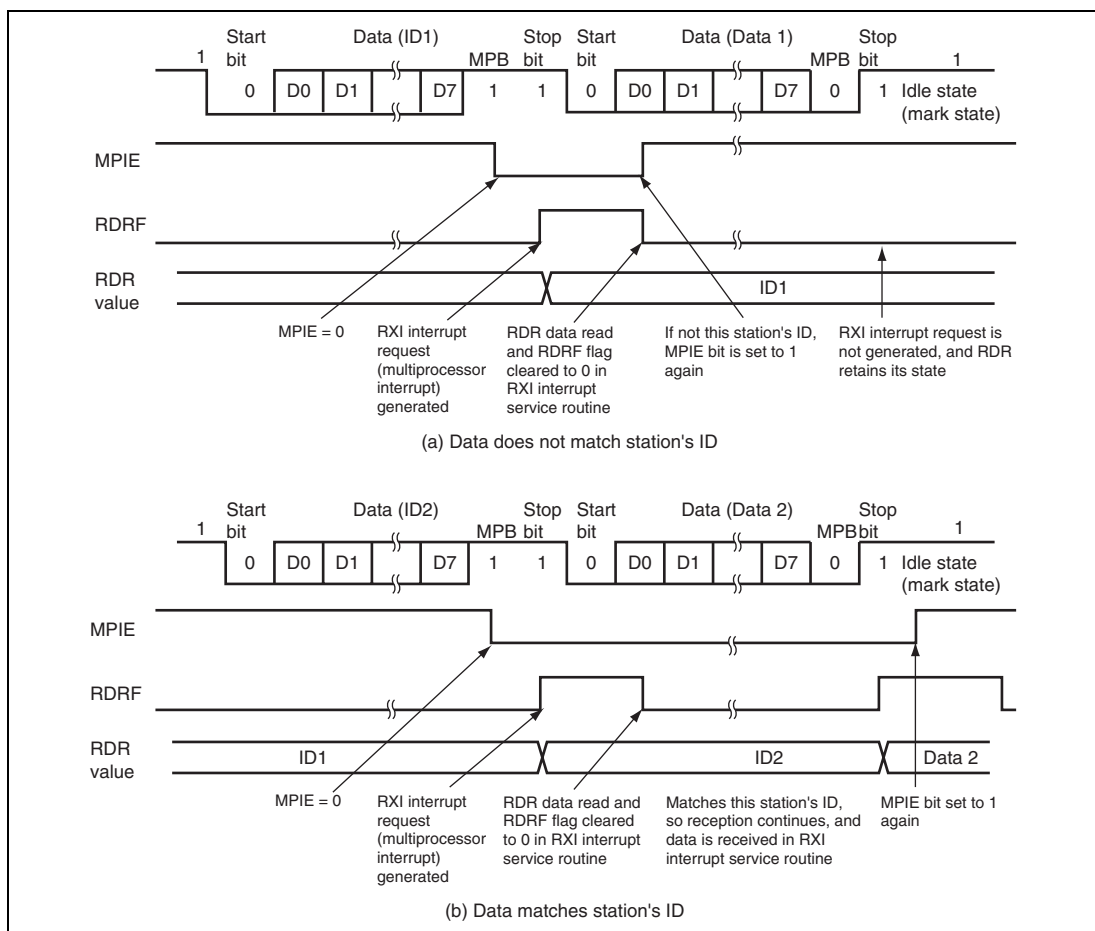 Start bit Data (ID1) MPB Stop bit Start bit Data (Data 1) MPB Stop bit
1 0 D0 D1 D7 1 1 0 D0 D1 D7 0 1 1
Idle state
(mark state)
MPIE
RDRF
RDR
value
ID1
MPIE = 0
RXI interrupt
request
(multiprocessor
interrupt)
generated
RDR data read
and RDRF flag
cleared to 0 in
RXI interrupt
service routine
If not this station's ID,
MPIE bit is set to 1
again
RXI interrupt request is
not generated, and RDR
retains its state
(a) Data does not match station's ID
Start bit Data (ID2) MPB Stop bit Start bit Data (Data 2) MPB Stop bit
1 0 D0 D1 D7 1 1 0 D0 D1 D7 0 1 1
Idle state
(mark state)
MPIE
RDRF
RDR
value
ID1 ID2 Data 2
MPIE = 0
RXI interrupt
request
(multiprocessor
interrupt)
generated
RDR data read and
RDRF flag cleared
to 0 in RXI interrupt
service routine
Matches this station's ID,
so reception continues, and
data is received in RXI
interrupt service routine
MPIE bit set to 1
again
(b) Data matches station's ID